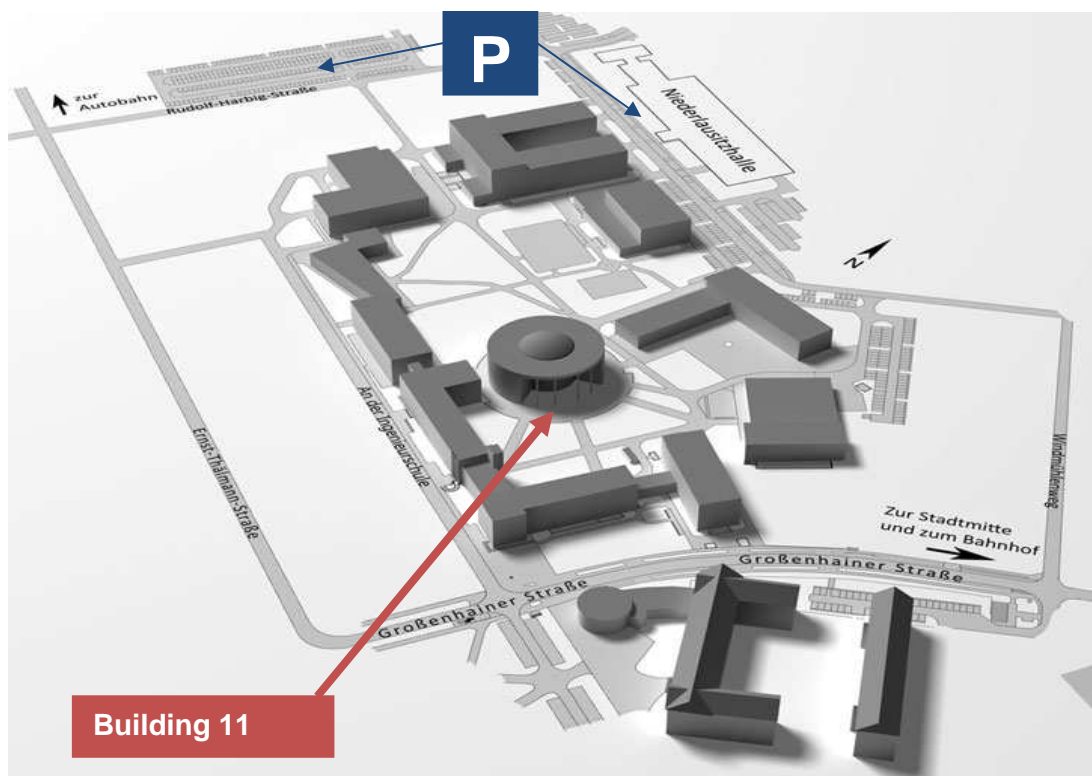 P
zur
Autobahn
Rudolf-Harbig-Straße
Niederlausitzhalle
N
An der Ingenieurschule
Ernst-Thälmann-Straße
Windmühlenweg
Zur Stadtmitte
und zum Bahnhof
Großenhainer Straße
Großenhainer Straße
Building 11